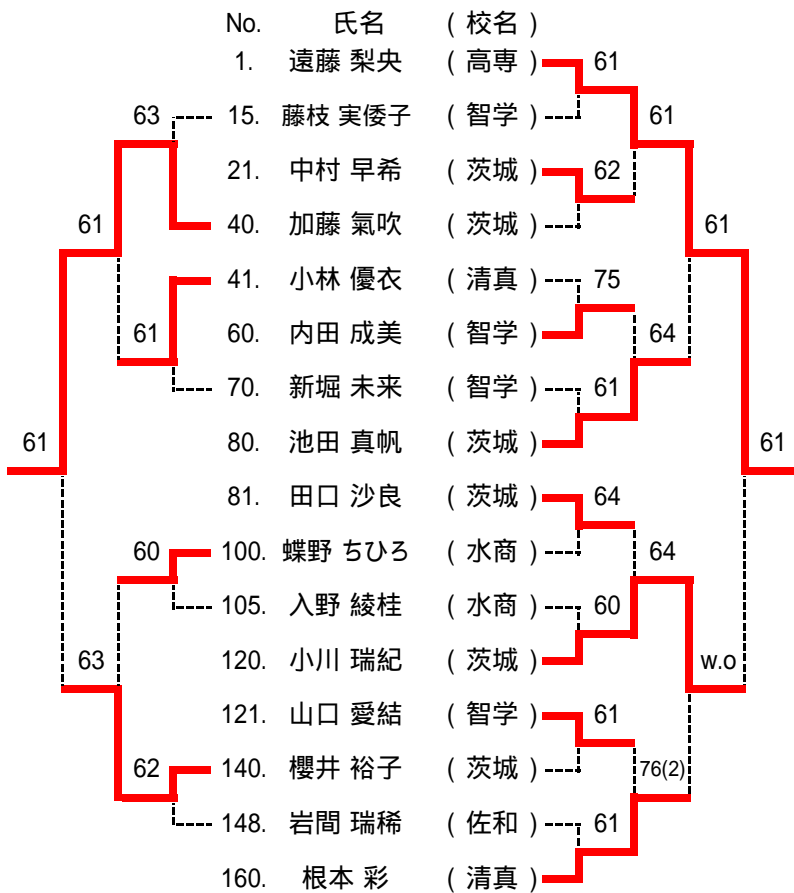 No. 氏名 (校名)
1. 遠藤 梨央 (高専) 61
63 15. 藤枝 実倭子 (智学) 61
21. 中村 早希 (茨城) 62
61 40. 加藤 氣吹 (茨城) 61
41. 小林 優衣 (清真) 75
61 60. 内田 成美 (智学) 64
70. 新堀 未来 (智学) 61
61 80. 池田 真帆 (茨城) 61
81. 田口 沙良 (茨城) 64
60 100. 蝶野 ちひろ (水商) 64
105. 入野 綾桂 (水商) 60
63 120. 小川 瑞紀 (茨城) w.o
121. 山口 愛結 (智学) 61
62 140. 櫻井 裕子 (茨城) 76(2)
148. 岩間 瑞稀 (佐和) 61
160. 根本 彩 (清真)